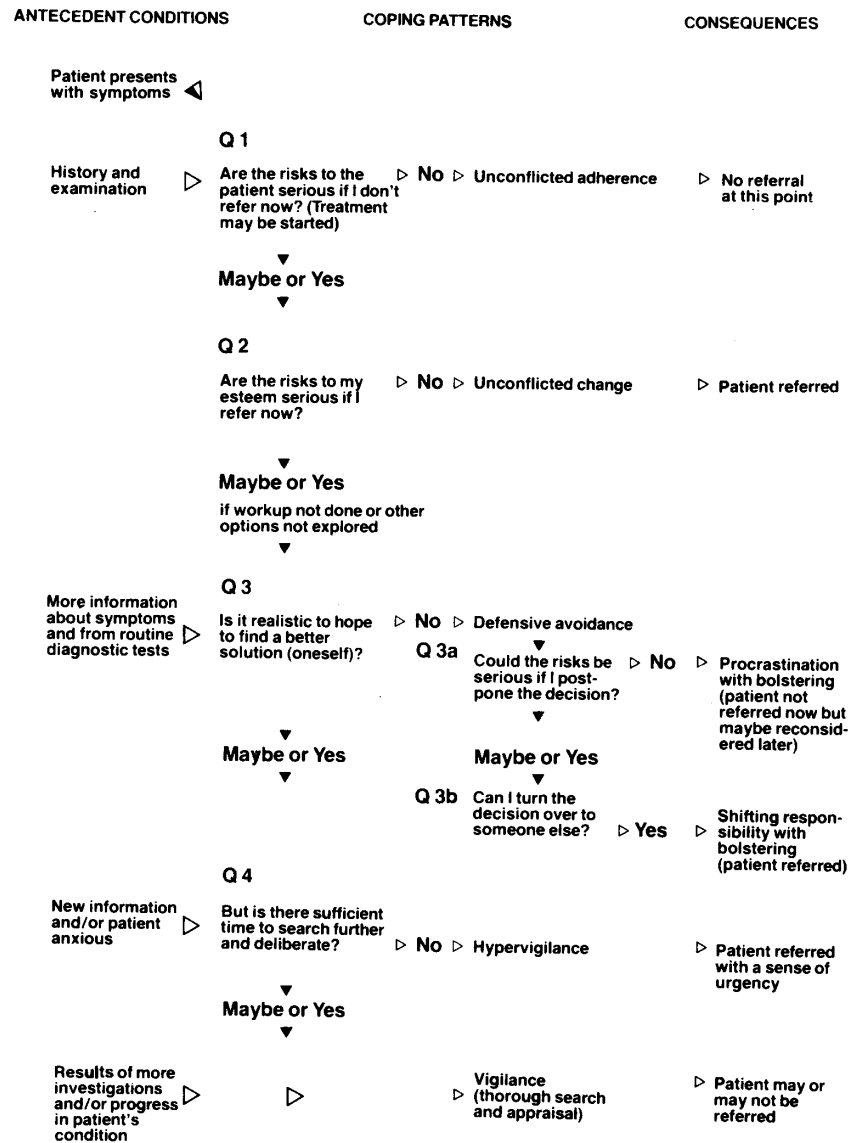 ANTECEDENT CONDITIONS
COPING PATTERNS
CONSEQUENCES
Patient presents
with symptoms
Q 1
History and
examination
Are the risks to the
patient serious if I don't
refer now? (Treatment
may be started)
No
Unconflicted adherence
No referral
at this point
Maybe or Yes
Q 2
Are the risks to my
esteem serious if I
refer now?
No
Unconflicted change
Patient referred
Maybe or Yes
if workup not done or other
options not explored
Q 3
More information
about symptoms
and from routine
diagnostic tests
Is it realistic to hope
to find a better
solution (oneself)?
No
Defensive avoidance
Q 3a
Could the risks be
serious if I post-
pone the decision?
No
Procrastination
with bolstering
(patient not
referred now but
maybe reconsid-
ered later)
Maybe or Yes
Maybe or Yes
Q 3b
Can I turn the
decision over to
someone else?
Yes
Shifting respon-
sibility with
bolstering
(patient referred)
Q 4
New information
and/or patient
anxious
But is there sufficient
time to search further
and deliberate?
No
Hypervigilance
Patient referred
with a sense of
urgency
Maybe or Yes
Results of more
investigations
and/or progress
in patient's
condition
Vigilance
(thorough search
and appraisal)
Patient may or
may not be
referred